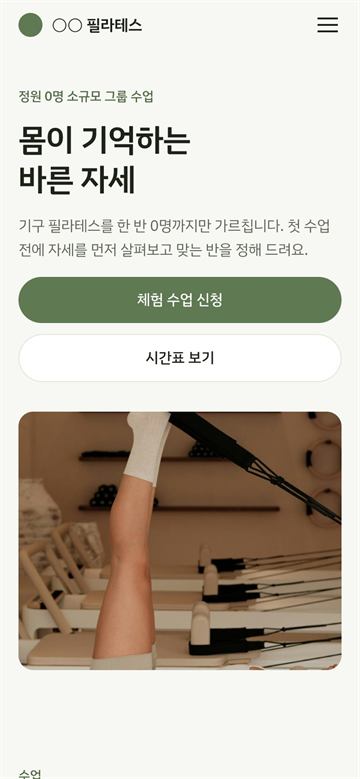 ○○ 필라테스
정원 0명 소규모 그룹 수업
몸이 기억하는
바른 자세
기구 필라테스를 한 반 0명까지만 가르칩니다. 첫 수업
전에 자세를 먼저 살펴보고 맞는 반을 정해 드려요.
체험 수업 신청
시간표 보기
수업